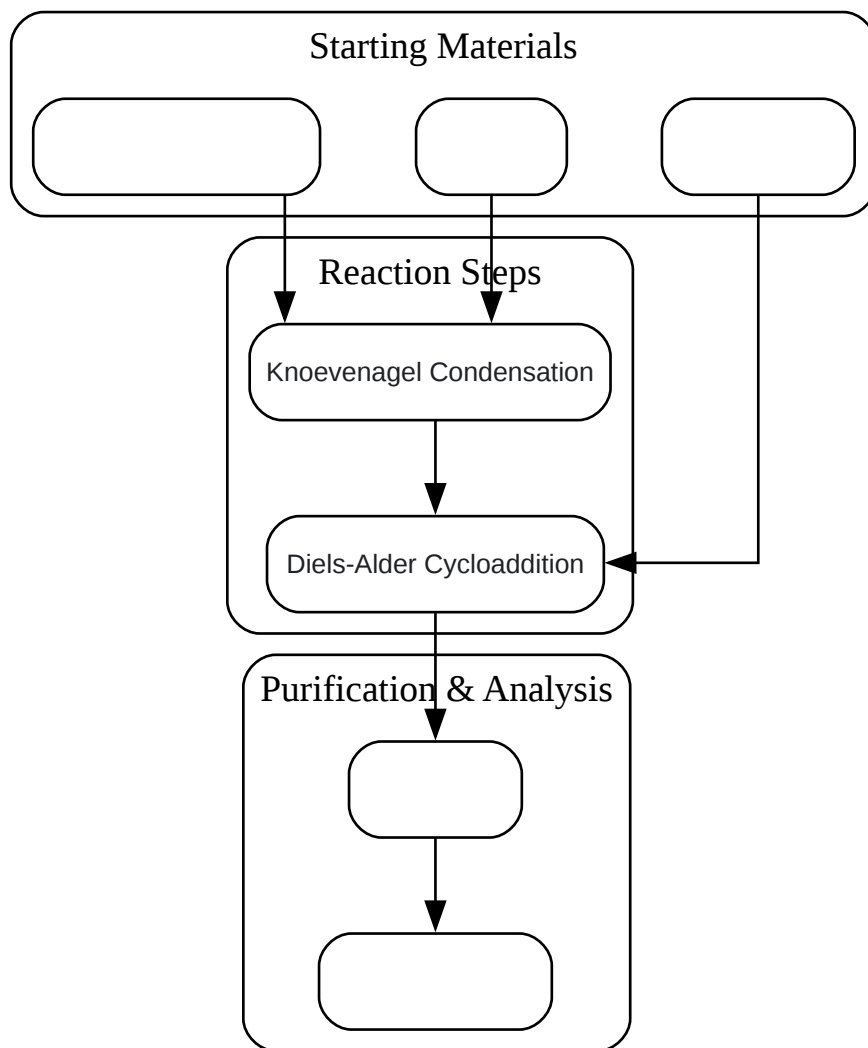 Starting Materials
Reaction Steps
Knoevenagel Condensation
Diels-Alder Cycloaddition
Purification & Analysis